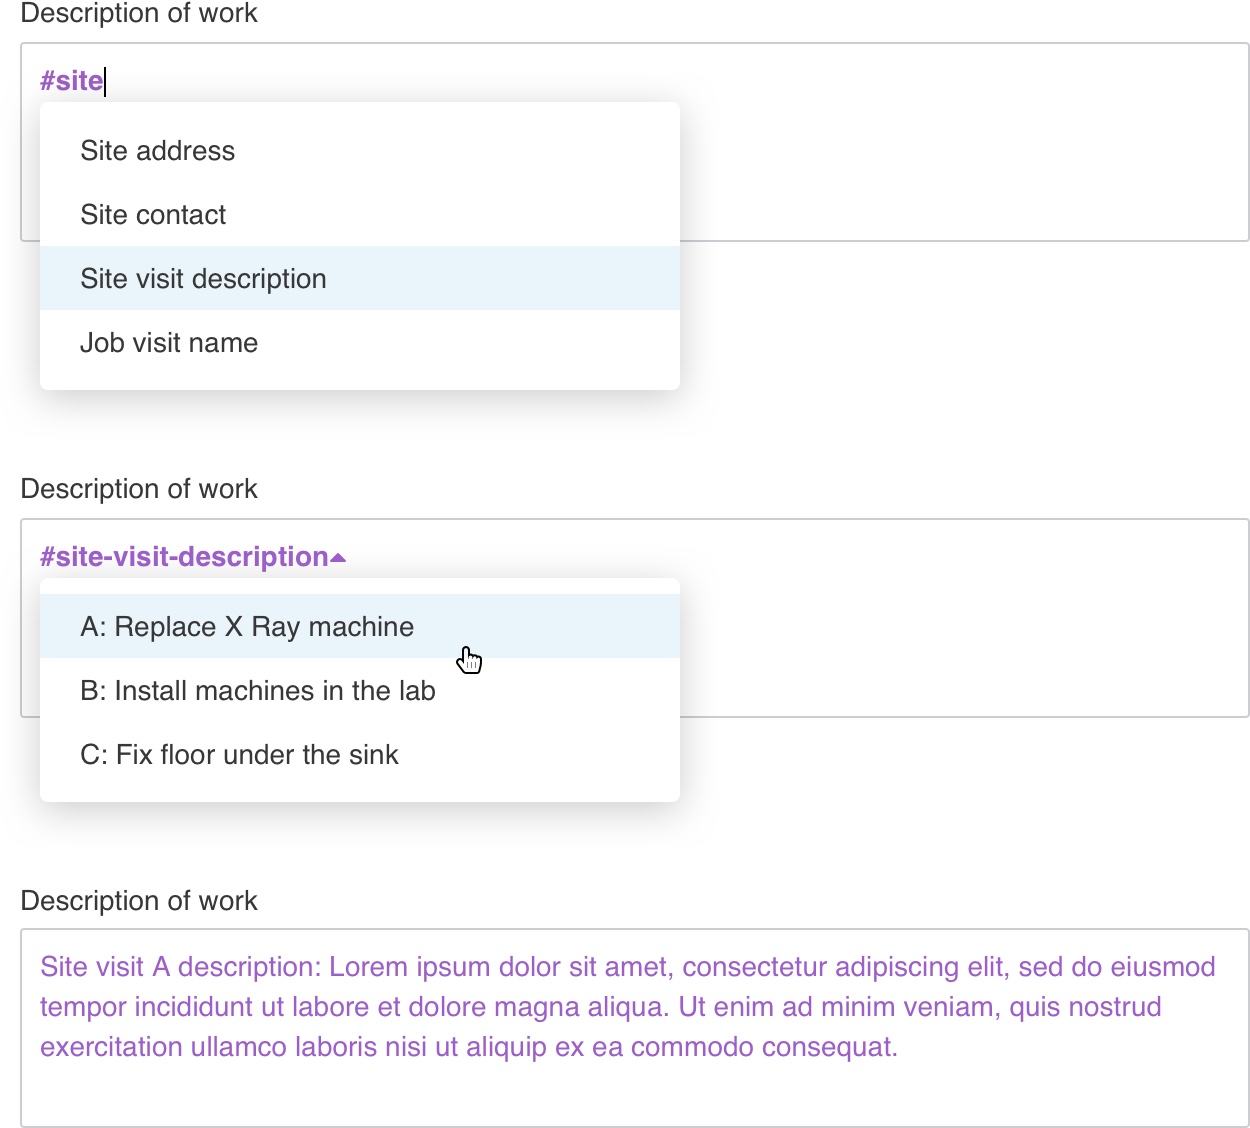 Description of work
#site
Site address
Site contact
Site visit description
Job visit name
Description of work
#site-visit-description
A: Replace X Ray machine
B: Install machines in the lab
C: Fix floor under the sink
Description of work
Site visit A description: Lorem ipsum dolor sit amet, consectetur adipiscing elit, sed do eiusmod
tempor incididunt ut labore et dolore magna aliqua. Ut enim ad minim veniam, quis nostrud
exercitation ullamco laboris nisi ut aliquip ex ea commodo consequat.